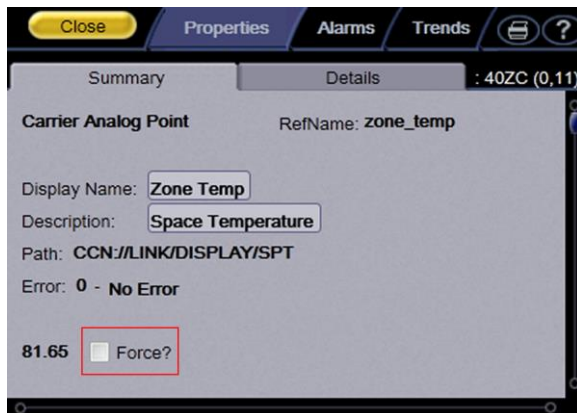 Close Properties Alarms Trends ?
Summary Details : 40ZC (0,11)
Carrier Analog Point RefName: zone_temp
Display Name: Zone Temp
Description: Space Temperature
Path: CCN://LINK/DISPLAY/SPT
Error: 0 - No Error
81.65 Force?